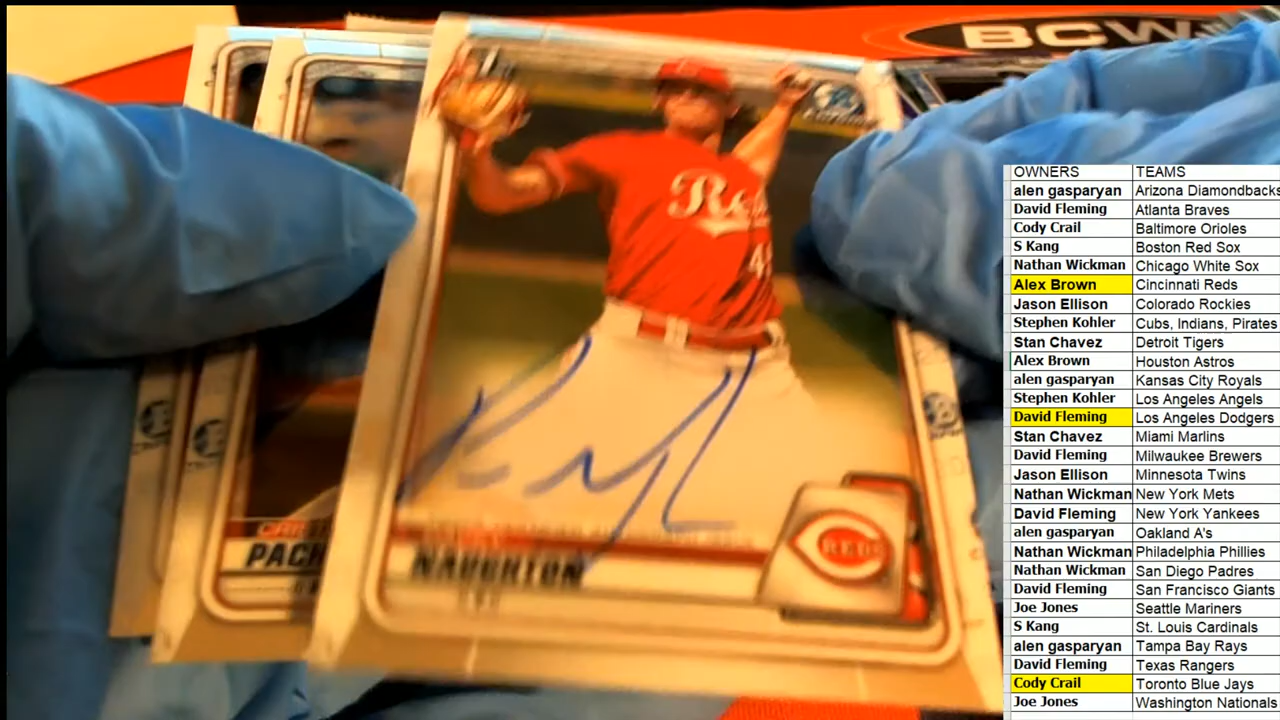 BCW
Reds
NAUGHTON
LHP
REDS
PACH
OWNERS TEAMS
alen gasparyan Arizona Diamondbacks
David Fleming Atlanta Braves
Cody Crail Baltimore Orioles
S Kang Boston Red Sox
Nathan Wickman Chicago White Sox
Alex Brown Cincinnati Reds
Jason Ellison Colorado Rockies
Stephen Kohler Cubs, Indians, Pirates
Stan Chavez Detroit Tigers
Alex Brown Houston Astros
alen gasparyan Kansas City Royals
Stephen Kohler Los Angeles Angels
David Fleming Los Angeles Dodgers
Stan Chavez Miami Marlins
David Fleming Milwaukee Brewers
Jason Ellison Minnesota Twins
Nathan Wickman New York Mets
David Fleming New York Yankees
alen gasparyan Oakland A's
Nathan Wickman Philadelphia Phillies
Nathan Wickman San Diego Padres
David Fleming San Francisco Giants
Joe Jones Seattle Mariners
S Kang St. Louis Cardinals
alen gasparyan Tampa Bay Rays
David Fleming Texas Rangers
Cody Crail Toronto Blue Jays
Joe Jones Washington Nationals